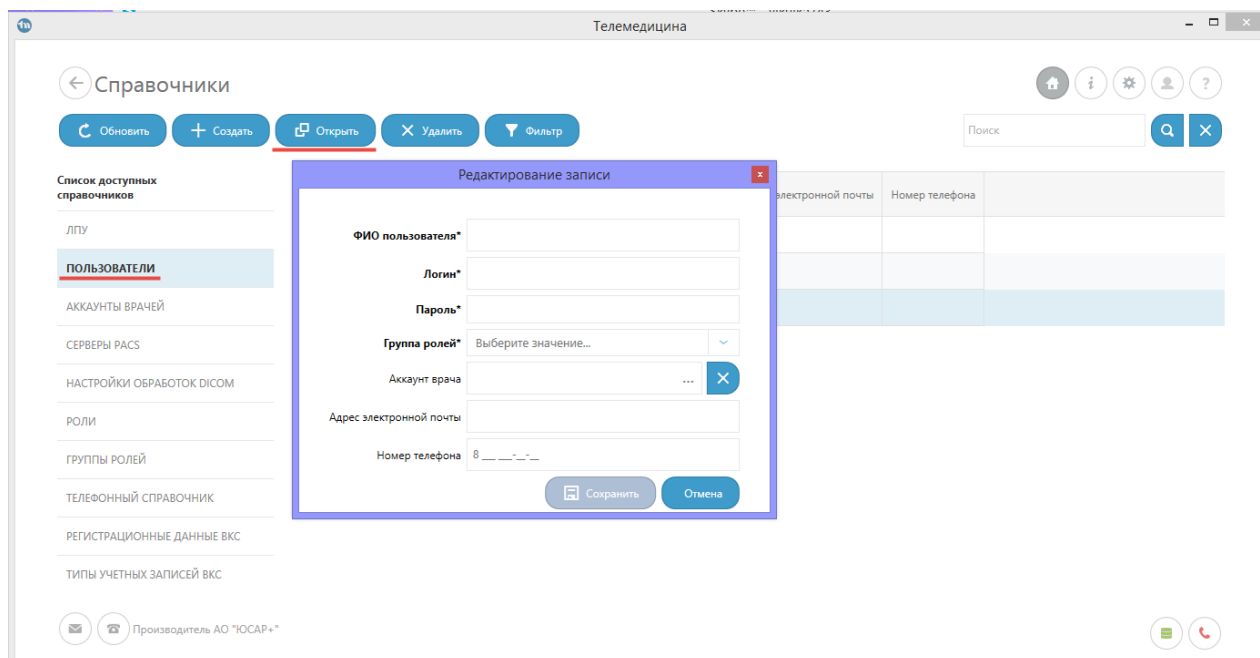 Телемедицина
Справочники
Обновить
Создать
Открыть
Удалить
Фильтр
Поиск
Список доступных
справочников
ЛПУ
ПОЛЬЗОВАТЕЛИ
АККАУНТЫ ВРАЧЕЙ
СЕРВЕРЫ PACS
НАСТРОЙКИ ОБРАБОТОК DICOM
РОЛИ
ГРУППЫ РОЛЕЙ
ТЕЛЕФОННЫЙ СПРАВОЧНИК
РЕГИСТРАЦИОННЫЕ ДАННЫЕ ВКС
ТИПЫ УЧЕТНЫХ ЗАПИСЕЙ ВКС
Редактирование записи
ФИО пользователя*
Логин*
Пароль*
Группа ролей* Выберите значение...
Аккаунт врача ...
Адрес электронной почты
Номер телефона 8 __ __-_-__
Сохранить
Отмена
электронной почты
Номер телефона
Производитель АО "ЮСАР+"